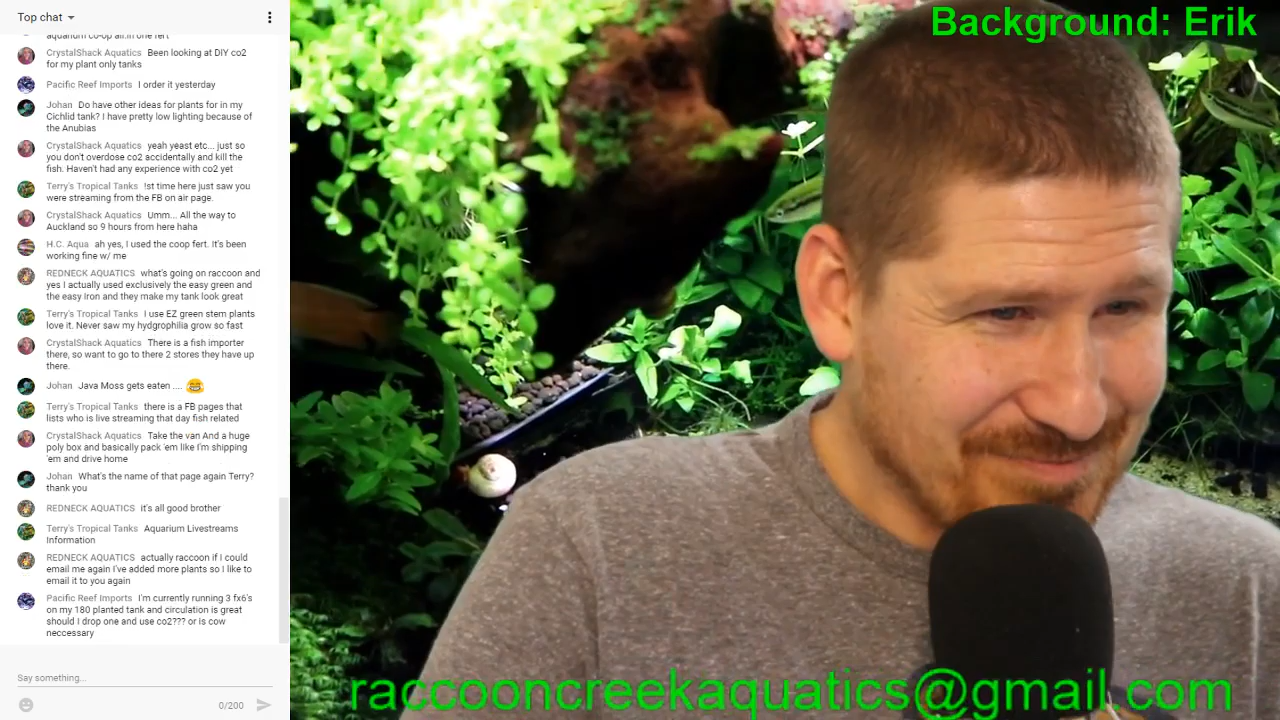 Top chat
Background: Erik
aquarium co-op all.in one fert
CrystalShack Aquatics Been looking at DIY co2
for my plant only tanks
Pacific Reef Imports I order it yesterday
Johan Do have other ideas for plants for in my
Cichlid tank? I have pretty low lighting because of
the Anubias
CrystalShack Aquatics yeah yeast etc... just so
you don't overdose co2 accidentally and kill the
fish. Haven't had any experience with co2 yet
Terry's Tropical Tanks !st time here just saw you
were streaming from the FB on air page.
CrystalShack Aquatics Umm... All the way to
Auckland so 9 hours from here haha
H.C. Aqua ah yes, I used the coop fert. It's been
working fine w/ me
REDNECK AQUATICS what's going on raccoon and
yes I actually used exclusively the easy green and
the easy Iron and they make my tank look great
Terry's Tropical Tanks I use EZ green stem plants
love it. Never saw my hydgrophilia grow so fast
CrystalShack Aquatics There is a fish importer
there, so want to go to there 2 stores they have up
there.
Johan Java Moss gets eaten .... 😂
Terry's Tropical Tanks there is a FB pages that
lists who is live streaming that day fish related
CrystalShack Aquatics Take the van And a huge
poly box and basically pack 'em like I'm shipping
'em and drive home
Johan What's the name of that page again Terry?
thank you
REDNECK AQUATICS it's all good brother
Terry's Tropical Tanks Aquarium Livestreams
Information
REDNECK AQUATICS actually raccoon if I could
email me again I've added more plants so I like to
email it to you again
Pacific Reef Imports I'm currently running 3 fx6's
on my 180 planted tank and circulation is great
should I drop one and use co2??? or is cow
neccessary
Say something...
0/200
raccooncreekaquatics@gmail.com